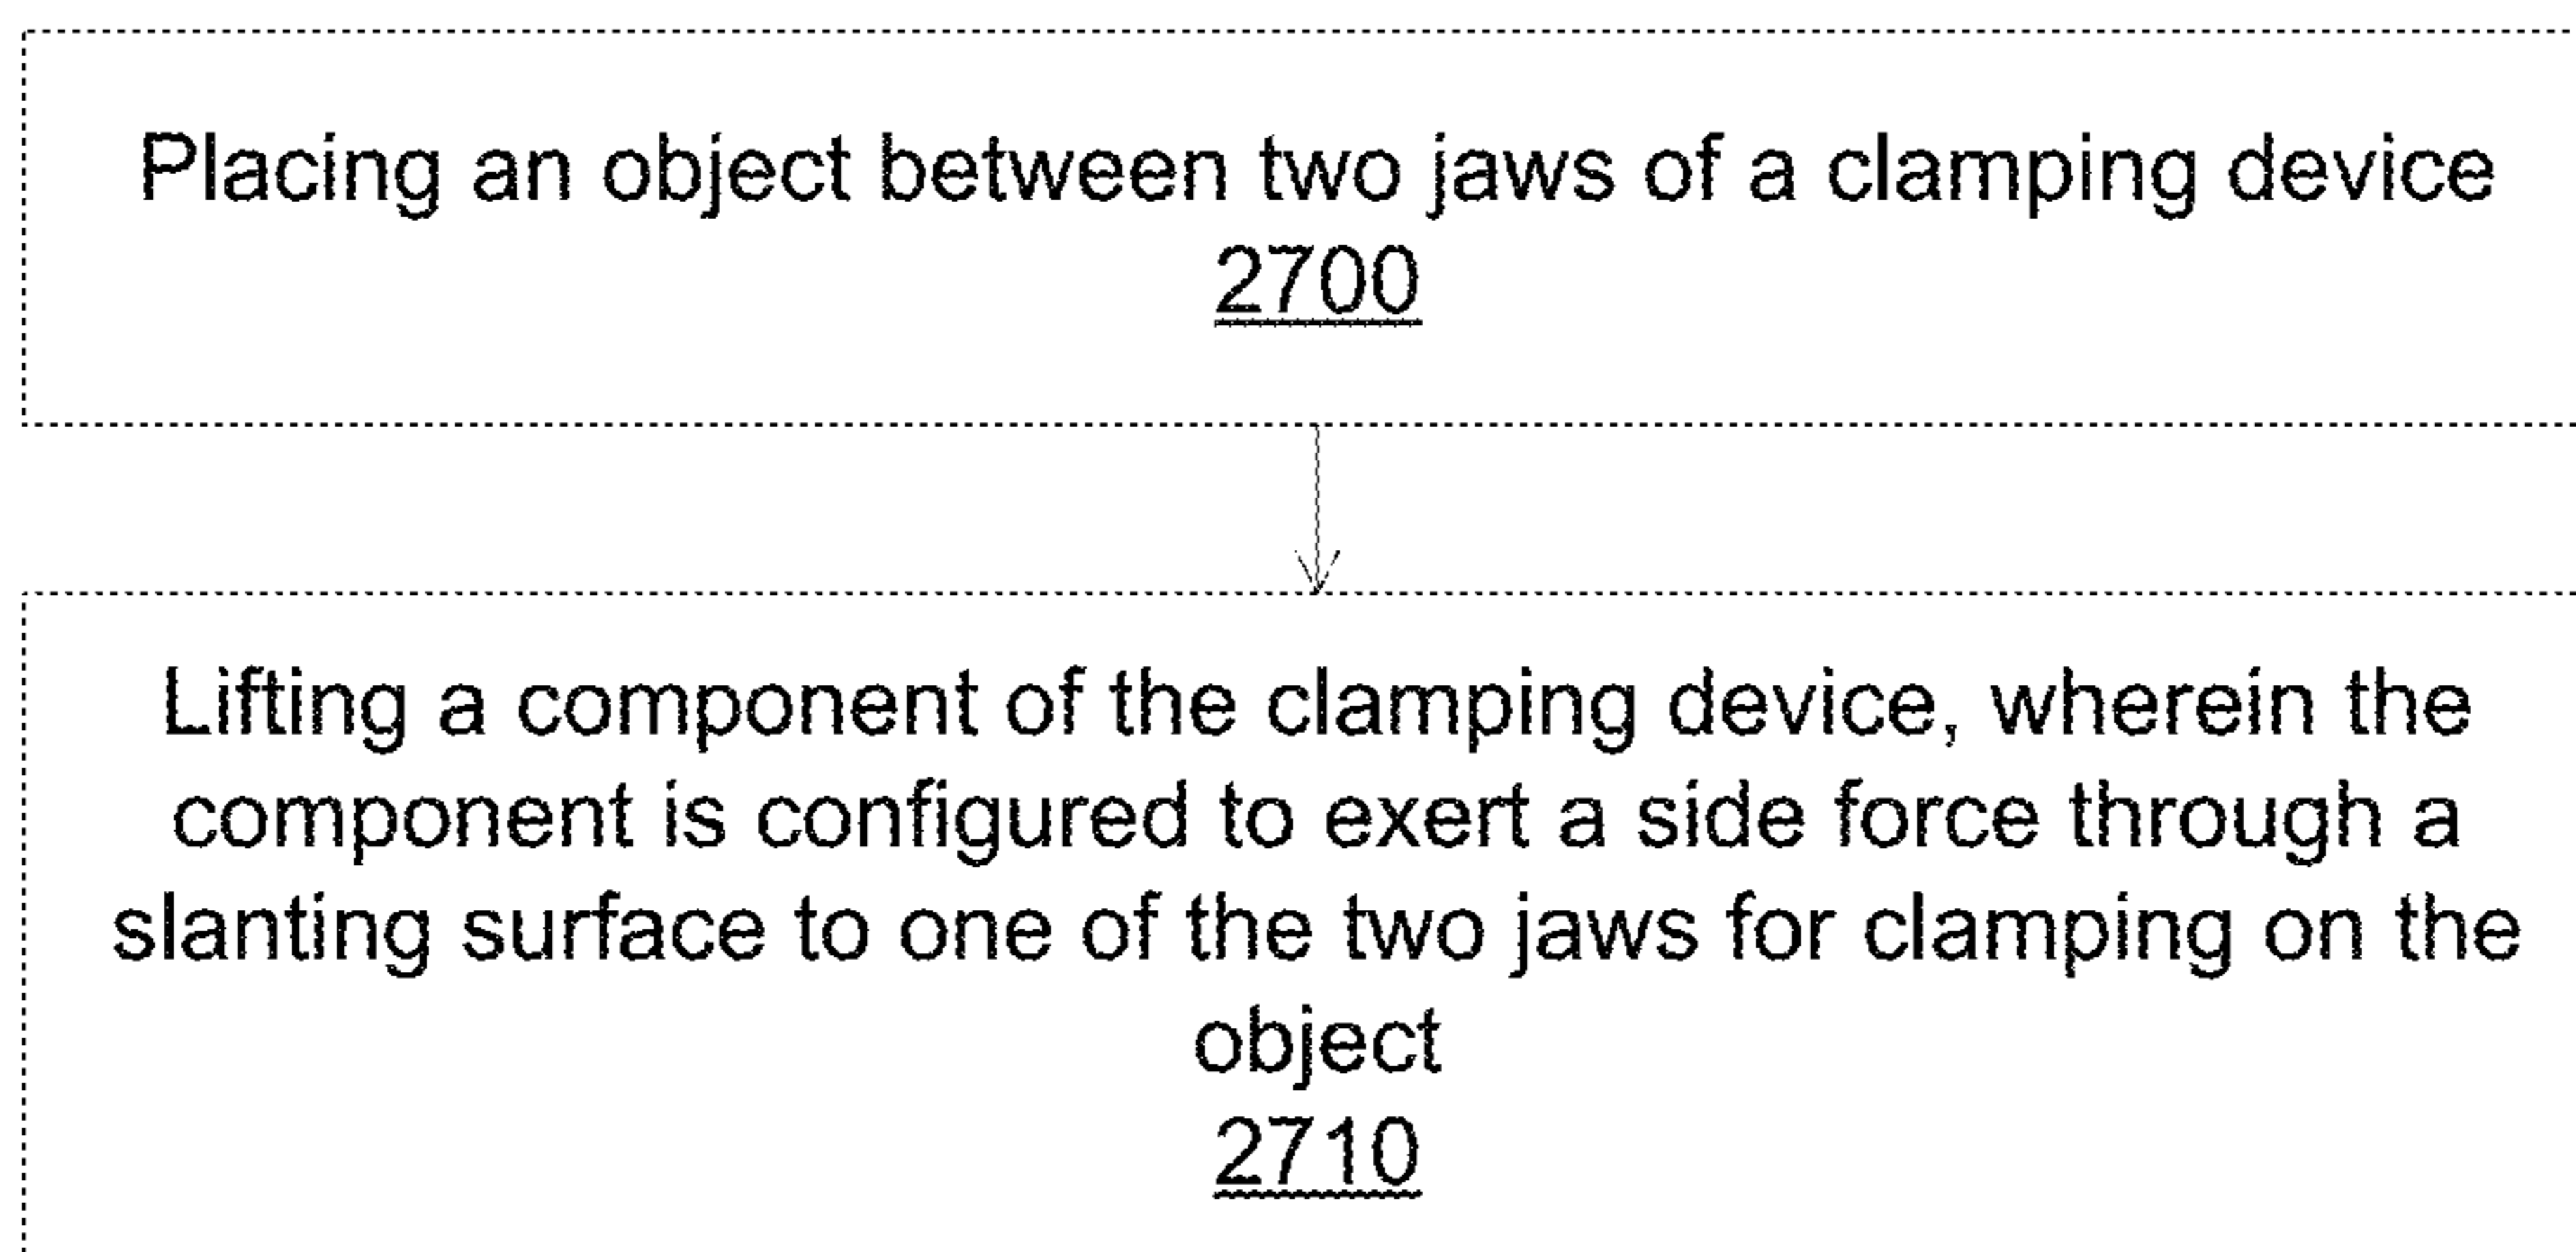 Placing an object between two jaws of a clamping device
2700
Lifting a component of the clamping device, wherein the
component is configured to exert a side force through a
slanting surface to one of the two jaws for clamping on the
object
2710